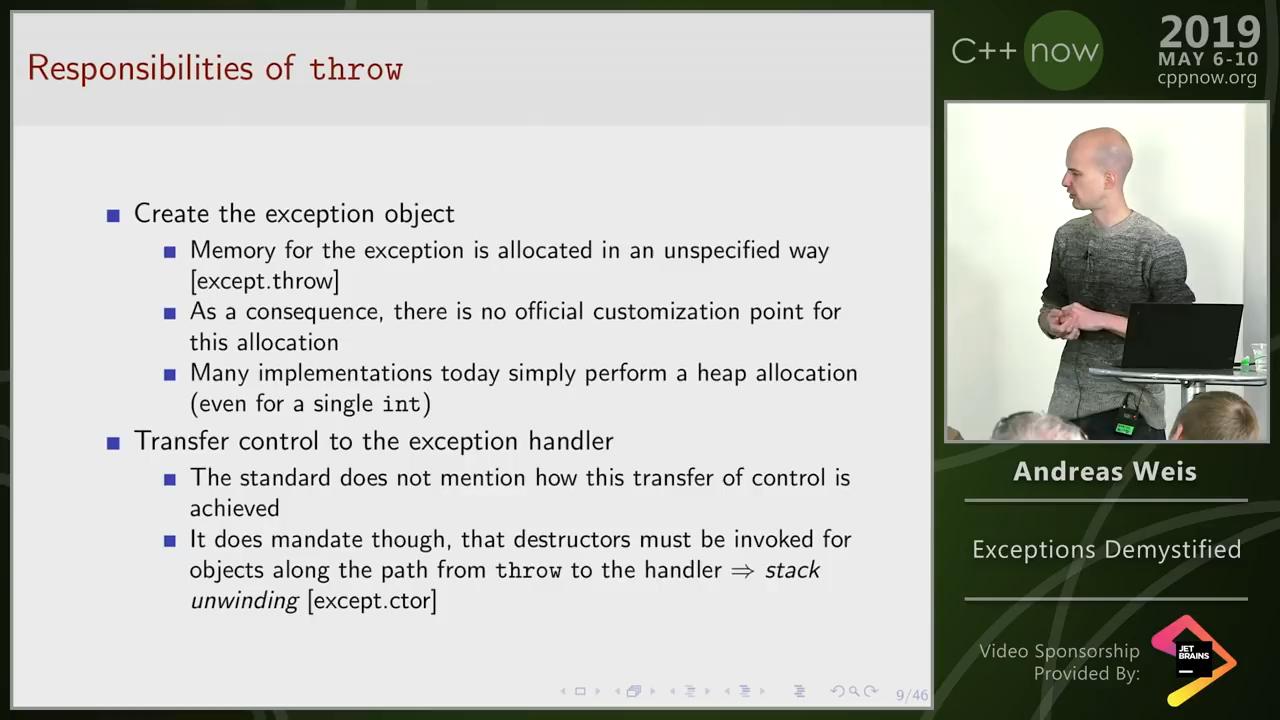 Responsibilities of throw
Create the exception object
Memory for the exception is allocated in an unspecified way
[except.throw]
As a consequence, there is no official customization point for
this allocation
Many implementations today simply perform a heap allocation
(even for a single int)
Transfer control to the exception handler
The standard does not mention how this transfer of control is
achieved
It does mandate though, that destructors must be invoked for
objects along the path from throw to the handler ⇒ stack
unwinding [except.ctor]
9/46
C++ now
2019
MAY 6-10
cppnow.org
Andreas Weis
Exceptions Demystified
Video Sponsorship
Provided By:
JET
BRAINS